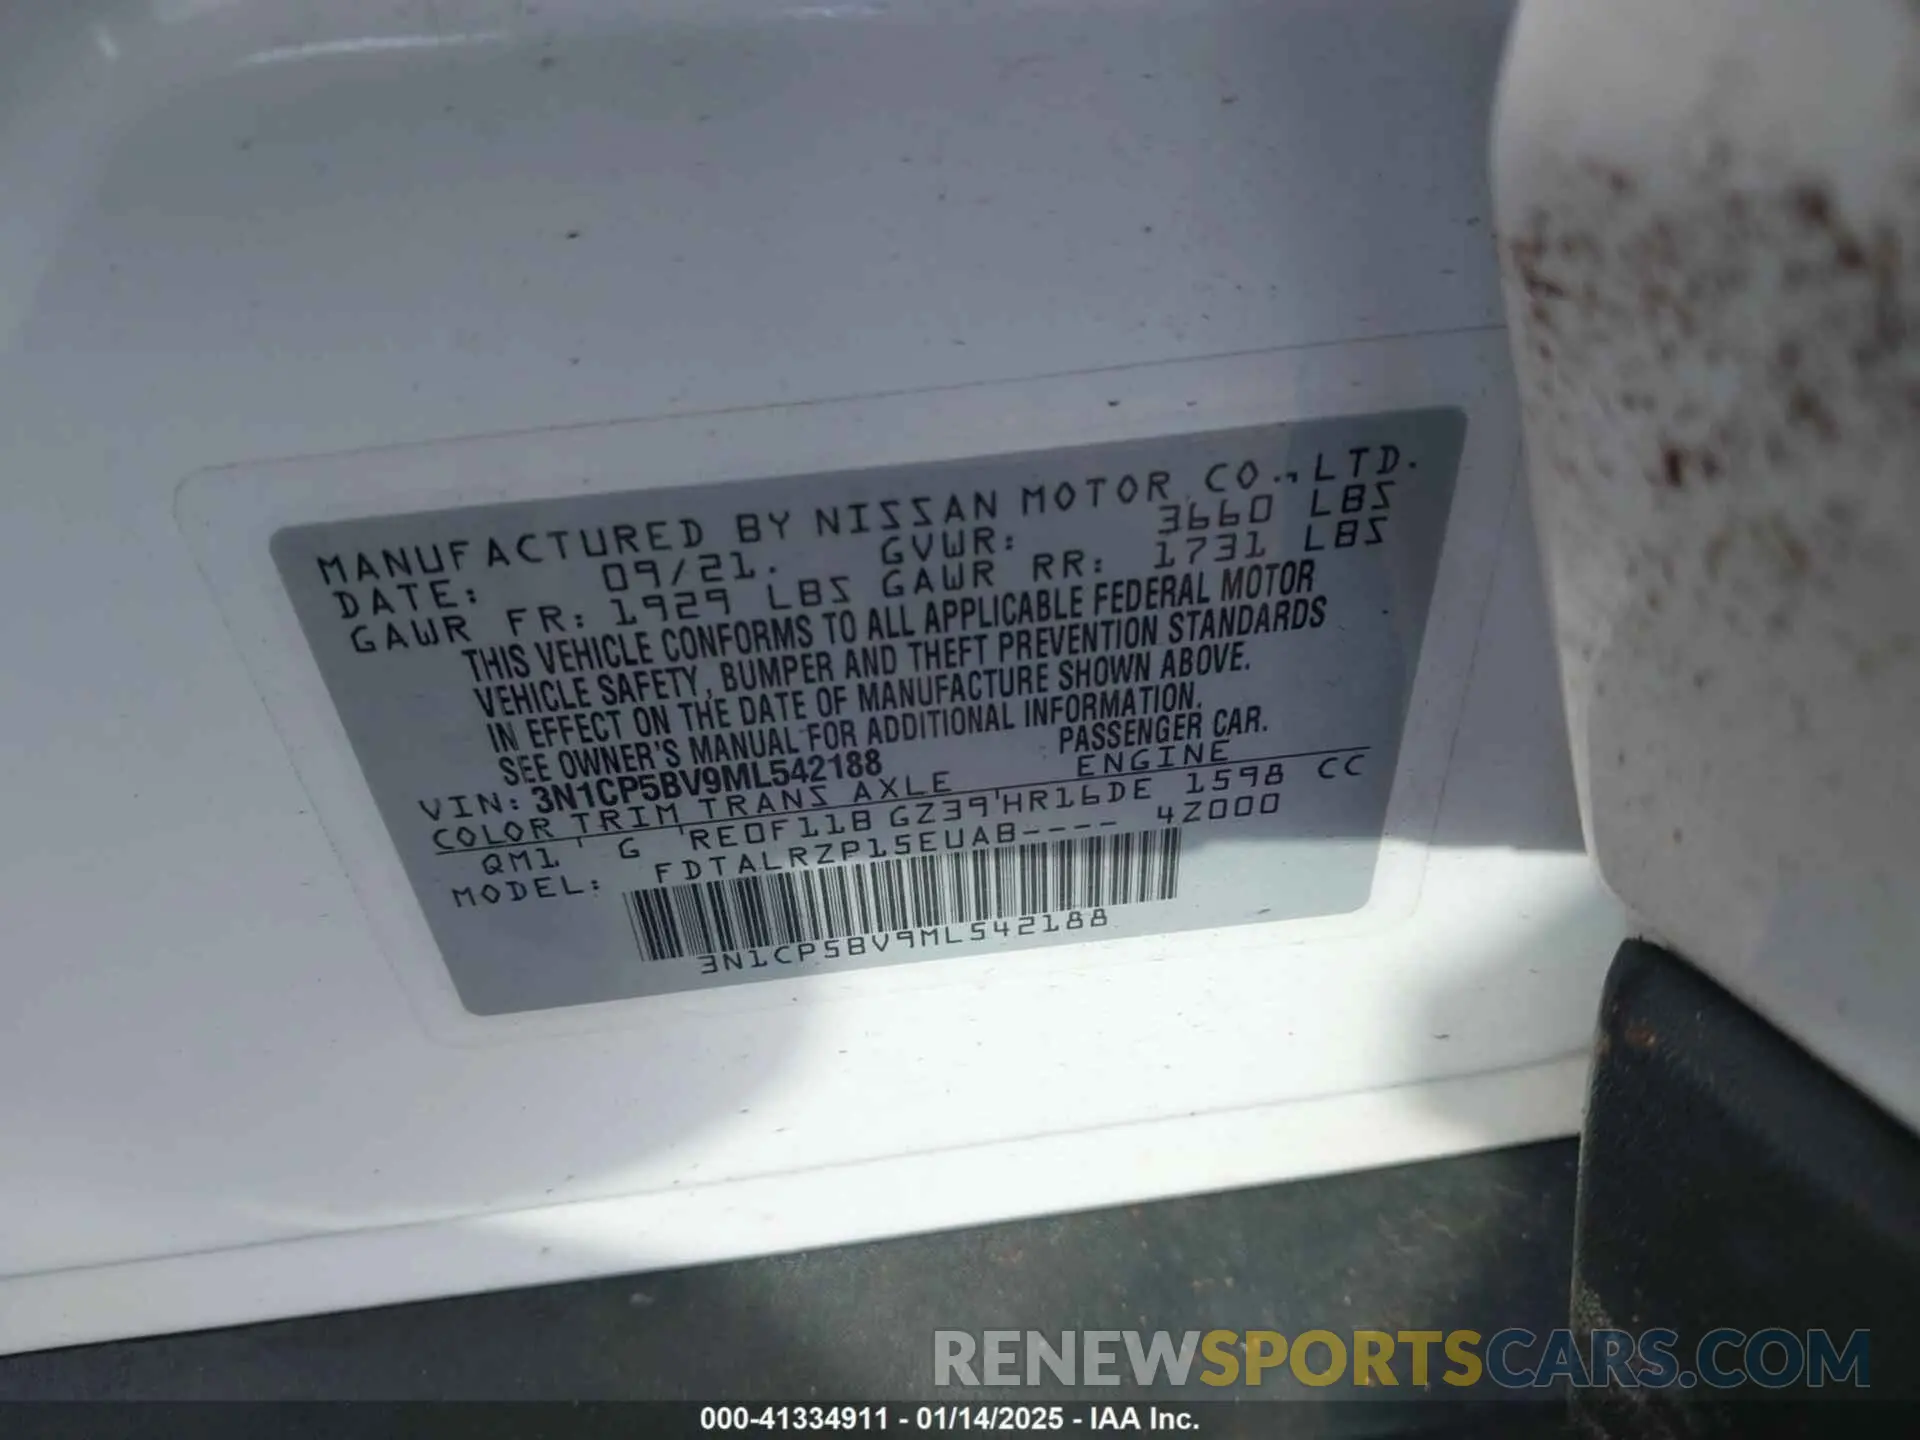 MANUFACTURED BY NISSAN MOTOR CO., LTD.
DATE: 09/21. GVWR: 3660 LBS
GAWR FR: 1929 LBS GAWR RR: 1731 LBS
THIS VEHICLE CONFORMS TO ALL APPLICABLE FEDERAL MOTOR
VEHICLE SAFETY, BUMPER AND THEFT PREVENTION STANDARDS
IN EFFECT ON THE DATE OF MANUFACTURE SHOWN ABOVE.
SEE OWNER'S MANUAL FOR ADDITIONAL INFORMATION.
VIN: 3N1CP5BV9ML542188 PASSENGER CAR.
COLOR TRIM TRANS AXLE ENGINE
QM1 ' G 'RE0F11B GZ39'HR16DE 1598 CC
MODEL: FDTALRZP15EUAB---- 4Z000
3N1CP5BV9ML542188
RENEWSPORTSCARS.COM
000-41334911 - 01/14/2025 - IAA Inc.